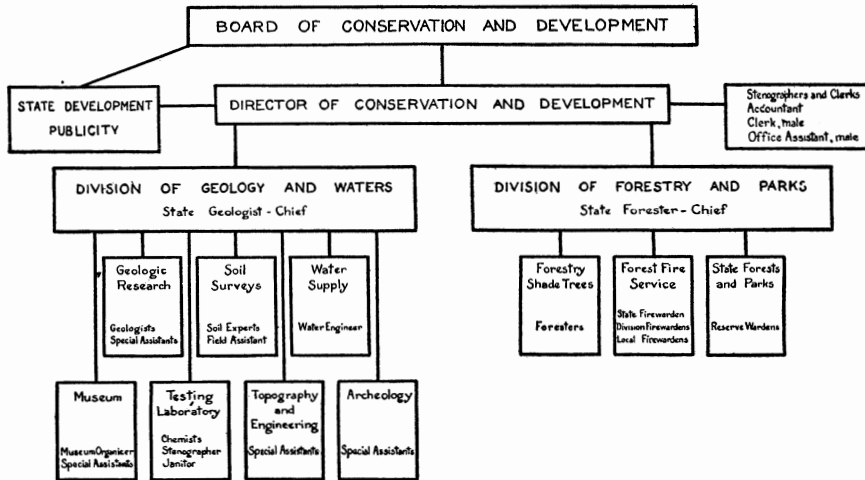 BOARD OF CONSERVATION AND DEVELOPMENT
STATE DEVELOPMENT
PUBLICITY
DIRECTOR OF CONSERVATION AND DEVELOPMENT
Stenographers and Clerks
Accountant
Clerk, male
Office Assistant, male
DIVISION OF GEOLOGY AND WATERS
State Geologist - Chief
DIVISION OF FORESTRY AND PARKS
State Forester - Chief
Geologic
Research
Geologists
Special Assistants
Soil
Surveys
Soil Experts
Field Assistant
Water
Supply
Water Engineer
Forestry
Shade Trees
Foresters
Forest Fire
Service
State Firewarden
Division Firewardens
Local Firewardens
State Forests
and
Parks
Reserve Wardens
Museum
Museum Organizer
Special Assistants
Testing
Laboratory
Chemists
Stenographer
Janitor
Topography
and
Engineering
Special Assistants
Archeology
Special Assistants